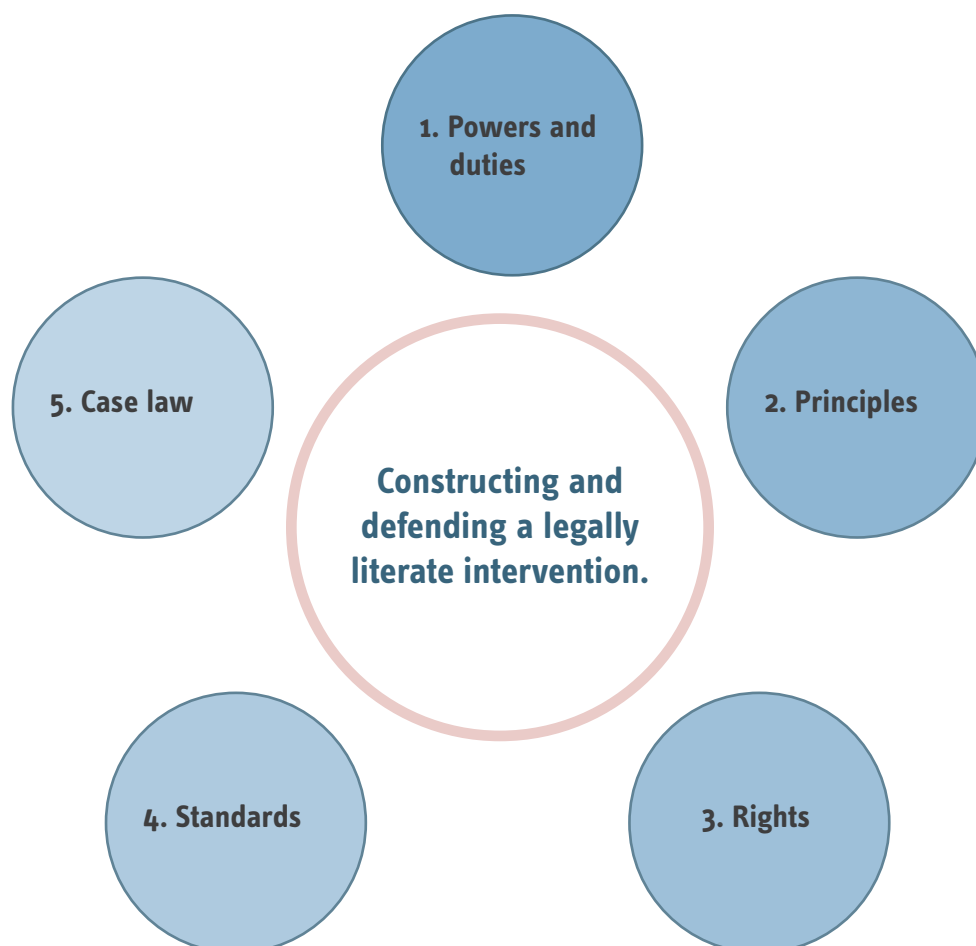 1. Powers and
duties
2. Principles
3. Rights
4. Standards
5. Case law
Constructing and
defending a legally
literate intervention.